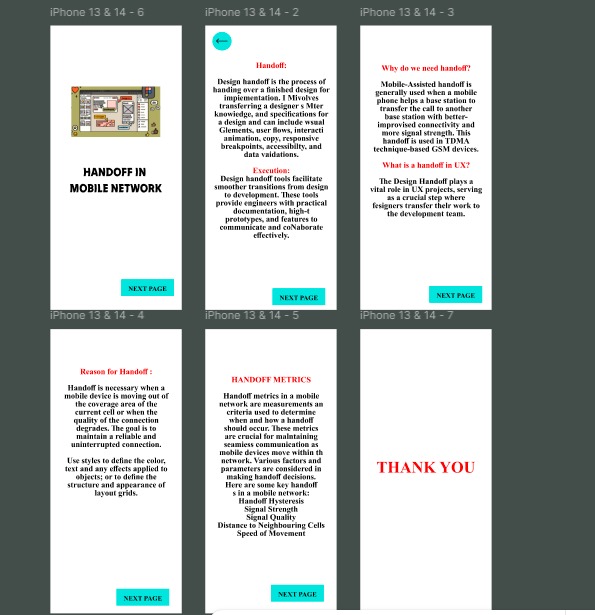 iPhone 13 & 14 - 6
HANDOFF IN
MOBILE NETWORK
NEXT PAGE
iPhone 13 & 14 - 2
Handoff:
Design handoff is the process of
handing over a finished design for
impiementation. I Mivolves
transferring a designer s Mter
knowledge, and specifications for
a design and can include wsual
Glements, user flows, interacti
animation, copy, responsive
breakpoints, accessibilty, and
data vaidations.
Execution:
Design handoff tools facilitate
smoother transitions from design
to development. These tools
provide engineers with practical
documentation, high-t
prototypes, and features to
communicate and coNaborate
effectively.
NEXT PAGE
iPhone 13 & 14 - 3
Why do we need handoff?
Mobile-Assisted handoff is
generally used when a mobile
phone helps a base station to
transfer the call to another
base station with better-
improvised connectivity and
more signal strength. This
handoff is used in TDMA
technique-based GSM devices.
What is a handoff in UX?
The Design Handoff plays a
vital role in UX projects, serving
as a crucial step where
fesigners transfer their work to
the development team.
NEXT PAGE
iPhone 13 & 14 - 4
Reason for Handoff :
Handoff is necessary when a
mobile device is moving out of
the coverage area of the
current cell or when the
quality of the connection
degrades. The goal is to
maintain a reliable and
uninterrupted connection.
Use styles to define the color,
text and any effects applied to
objects; or to define the
structure and appearance of
layout grids.
NEXT PAGE
iPhone 13 & 14 - 5
HANDOFF METRICS
Handoff metrics in a mobile
network are measurements an
criteria used to determine
when and how a handoff
should occur. These metrics
are crucial for malntaining
seamless communication as
mobile devices move within th
network. Various factors and
parameters are considered in
making handoff decisions.
Here are some key handoff
s in a mobile network:
Handoff Hysteresis
Signal Strength
Signal Quality
Distance to Neighbouring Cells
Speed of Movement
NEXT PAGE
iPhone 13 & 14 - 7
THANK YOU